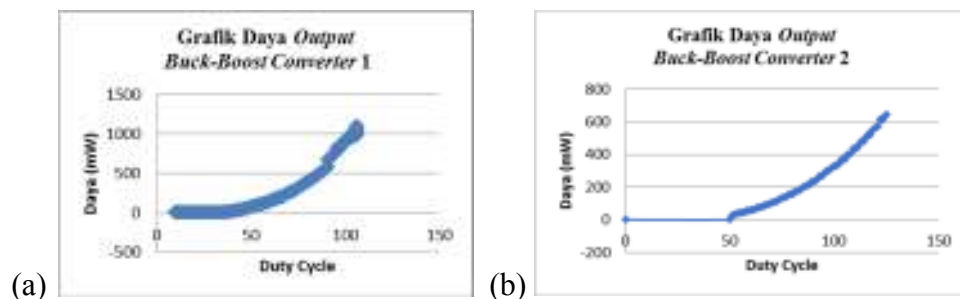 Grafik Daya Output
Buck-Boost Converter 1
1500
1000
500
0
-500
0 50 100 150
Daya (mW)
Duty Cycle
(a)
Grafik Daya Output
Buck-Boost Converter 2
800
600
400
200
0
-200
0 50 100 150
Daya (mW)
Duty Cycle
(b)